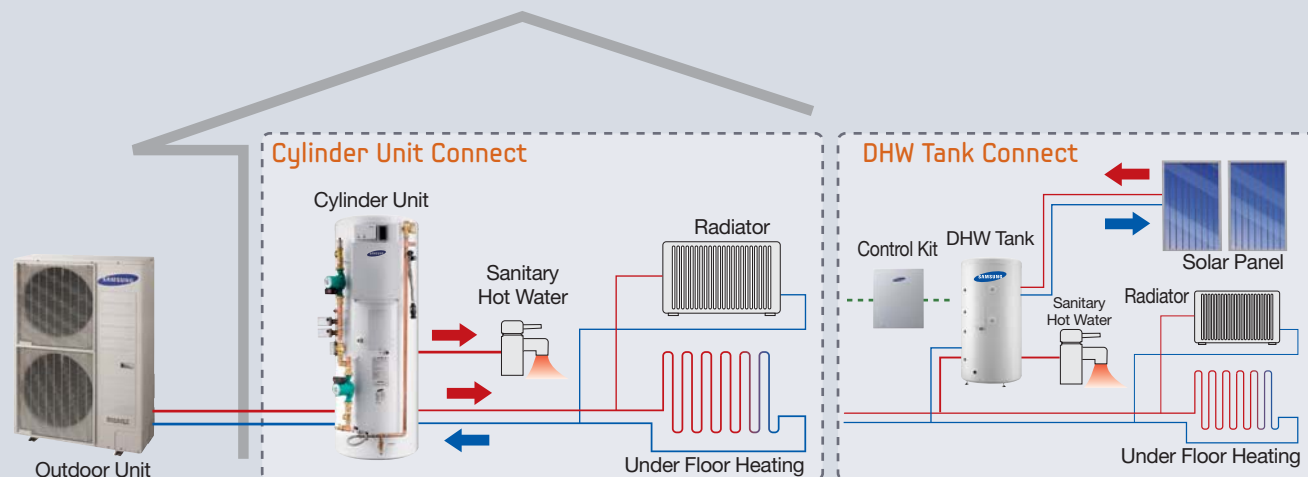 Cylinder Unit Connect
Cylinder Unit
SAMSUNG
Sanitary
Hot Water
Radiator
Under Floor Heating
SAMSUNG
Outdoor Unit
DHW Tank Connect
Control Kit
DHW Tank
SAMSUNG
Solar Panel
Sanitary
Hot Water
Radiator
Under Floor Heating